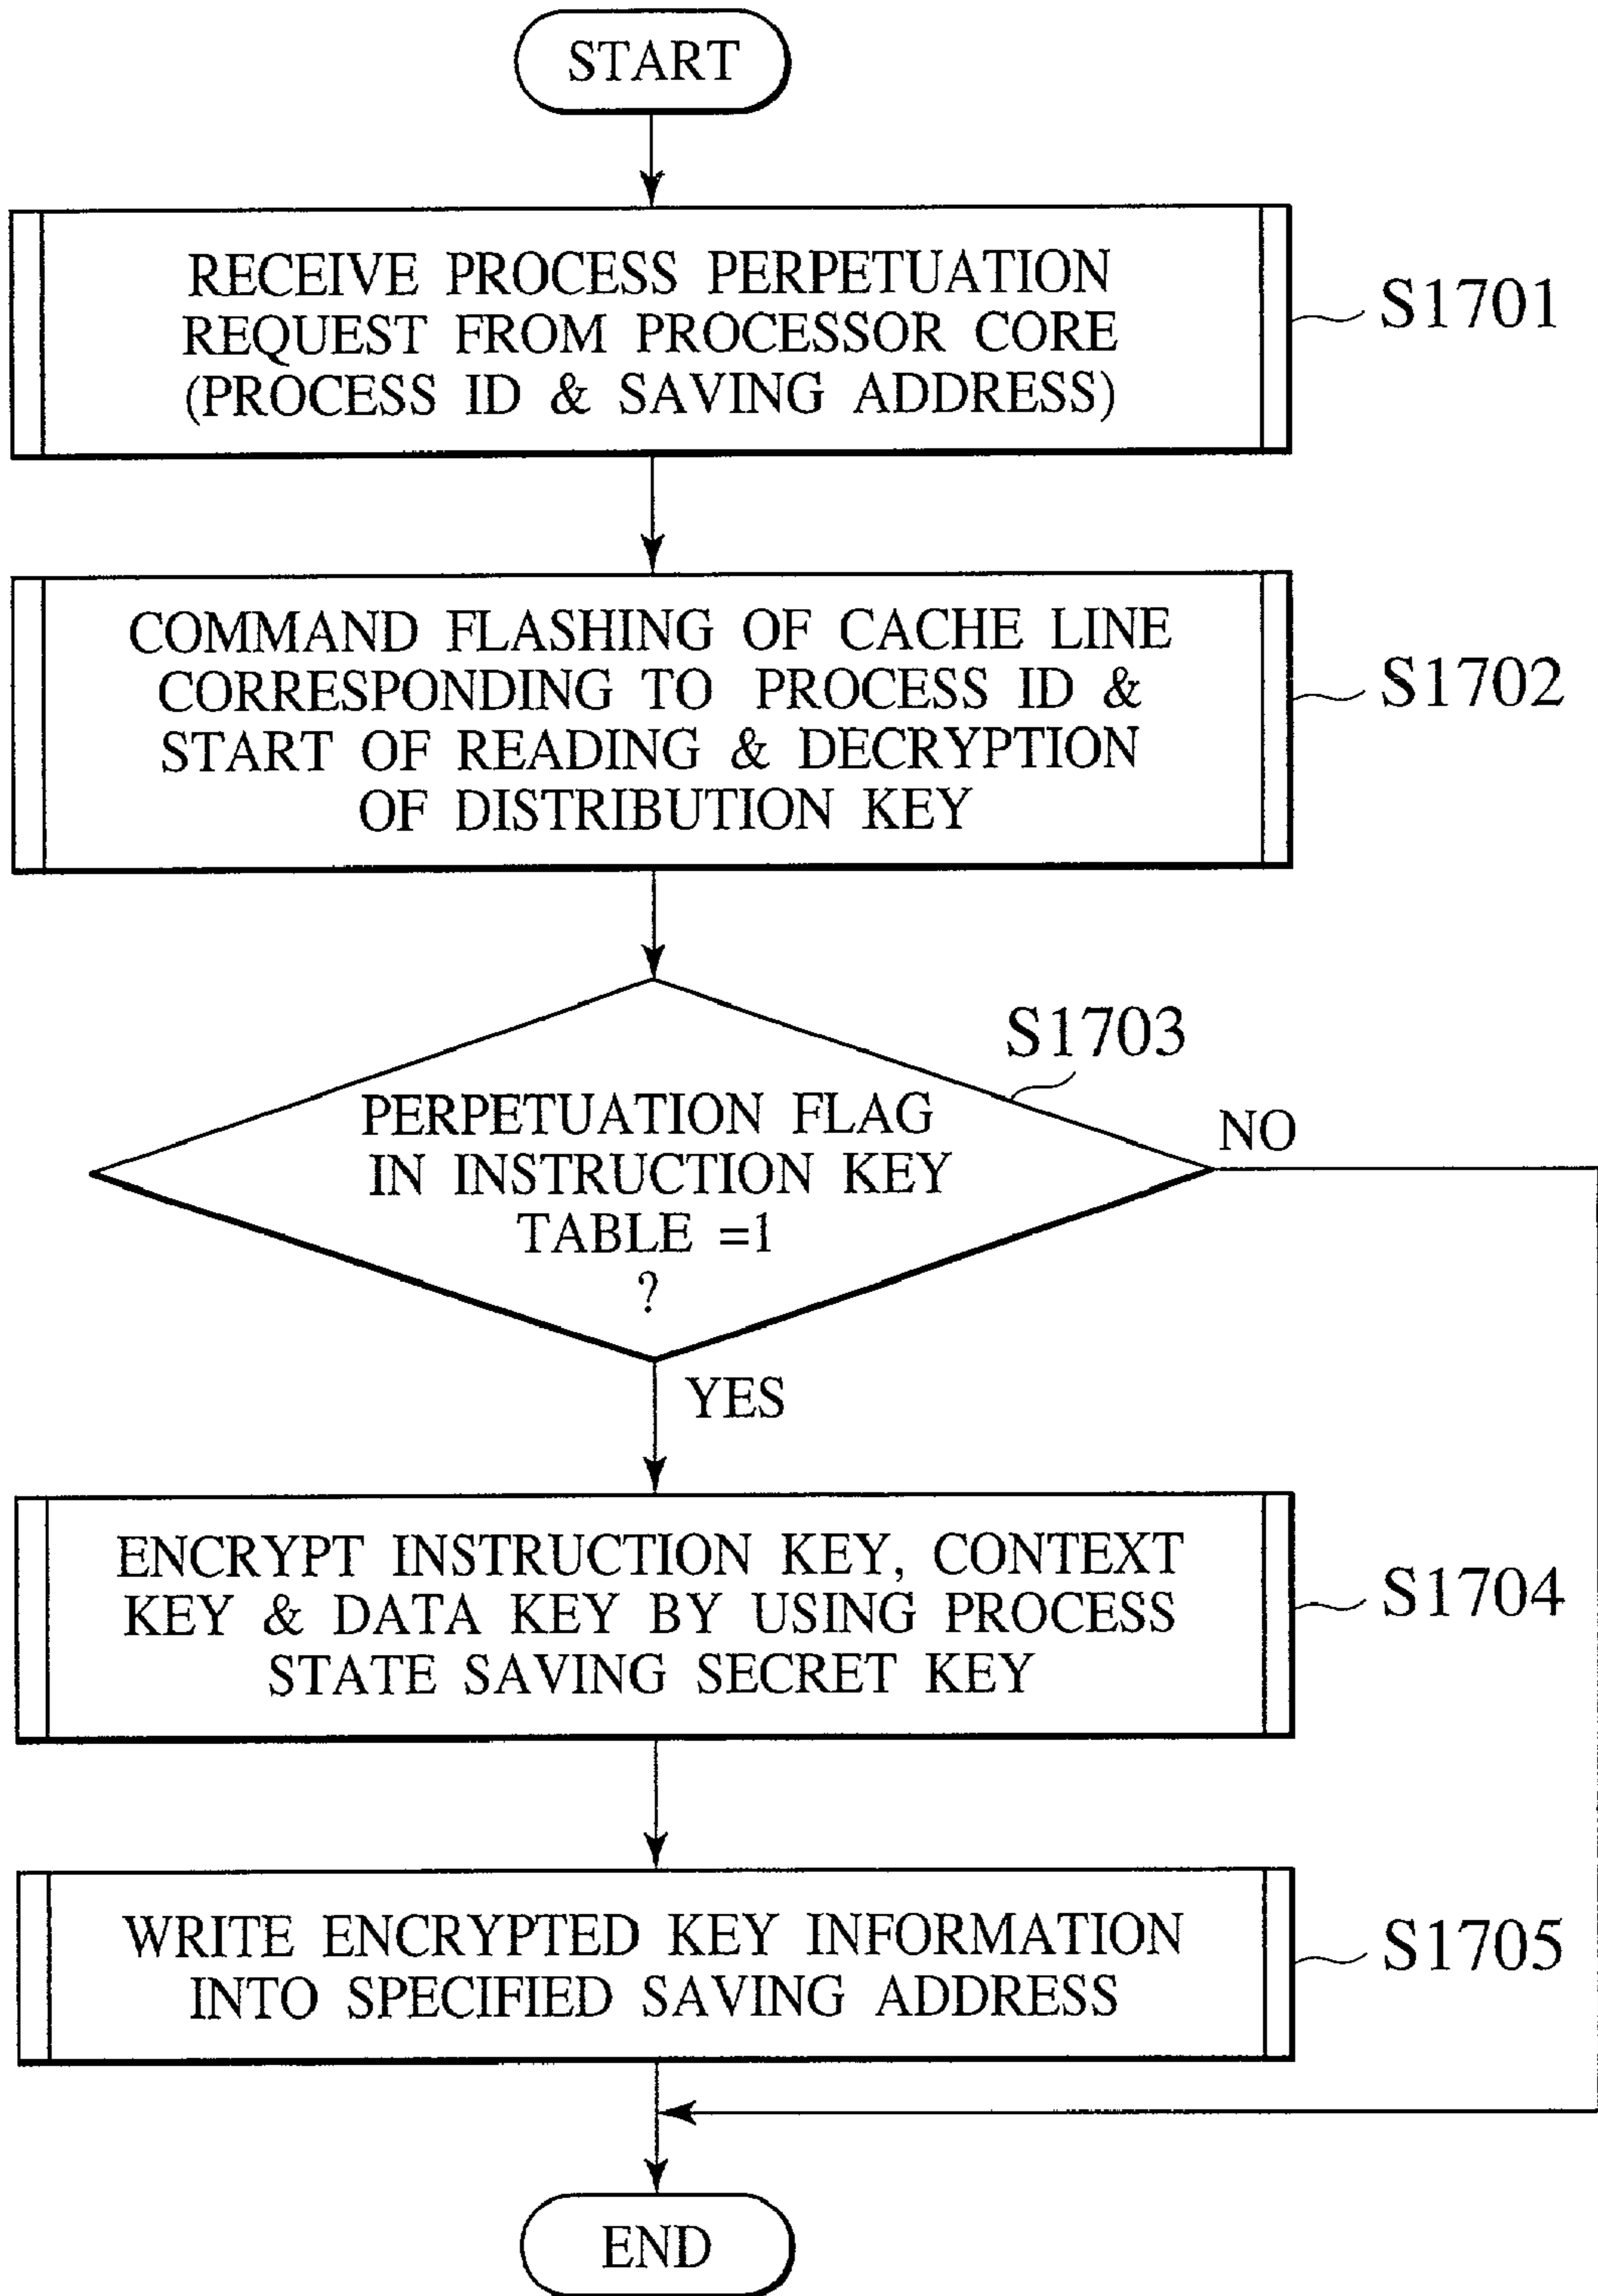 START
RECEIVE PROCESS PERPETUATION
REQUEST FROM PROCESSOR CORE
(PROCESS ID & SAVING ADDRESS)
S1701
COMMAND FLASHING OF CACHE LINE
CORRESPONDING TO PROCESS ID &
START OF READING & DECRYPTION
OF DISTRIBUTION KEY
S1702
S1703
PERPETUATION FLAG
IN INSTRUCTION KEY
TABLE =1
?
NO
YES
ENCRYPT INSTRUCTION KEY, CONTEXT
KEY & DATA KEY BY USING PROCESS
STATE SAVING SECRET KEY
S1704
WRITE ENCRYPTED KEY INFORMATION
INTO SPECIFIED SAVING ADDRESS
S1705
END